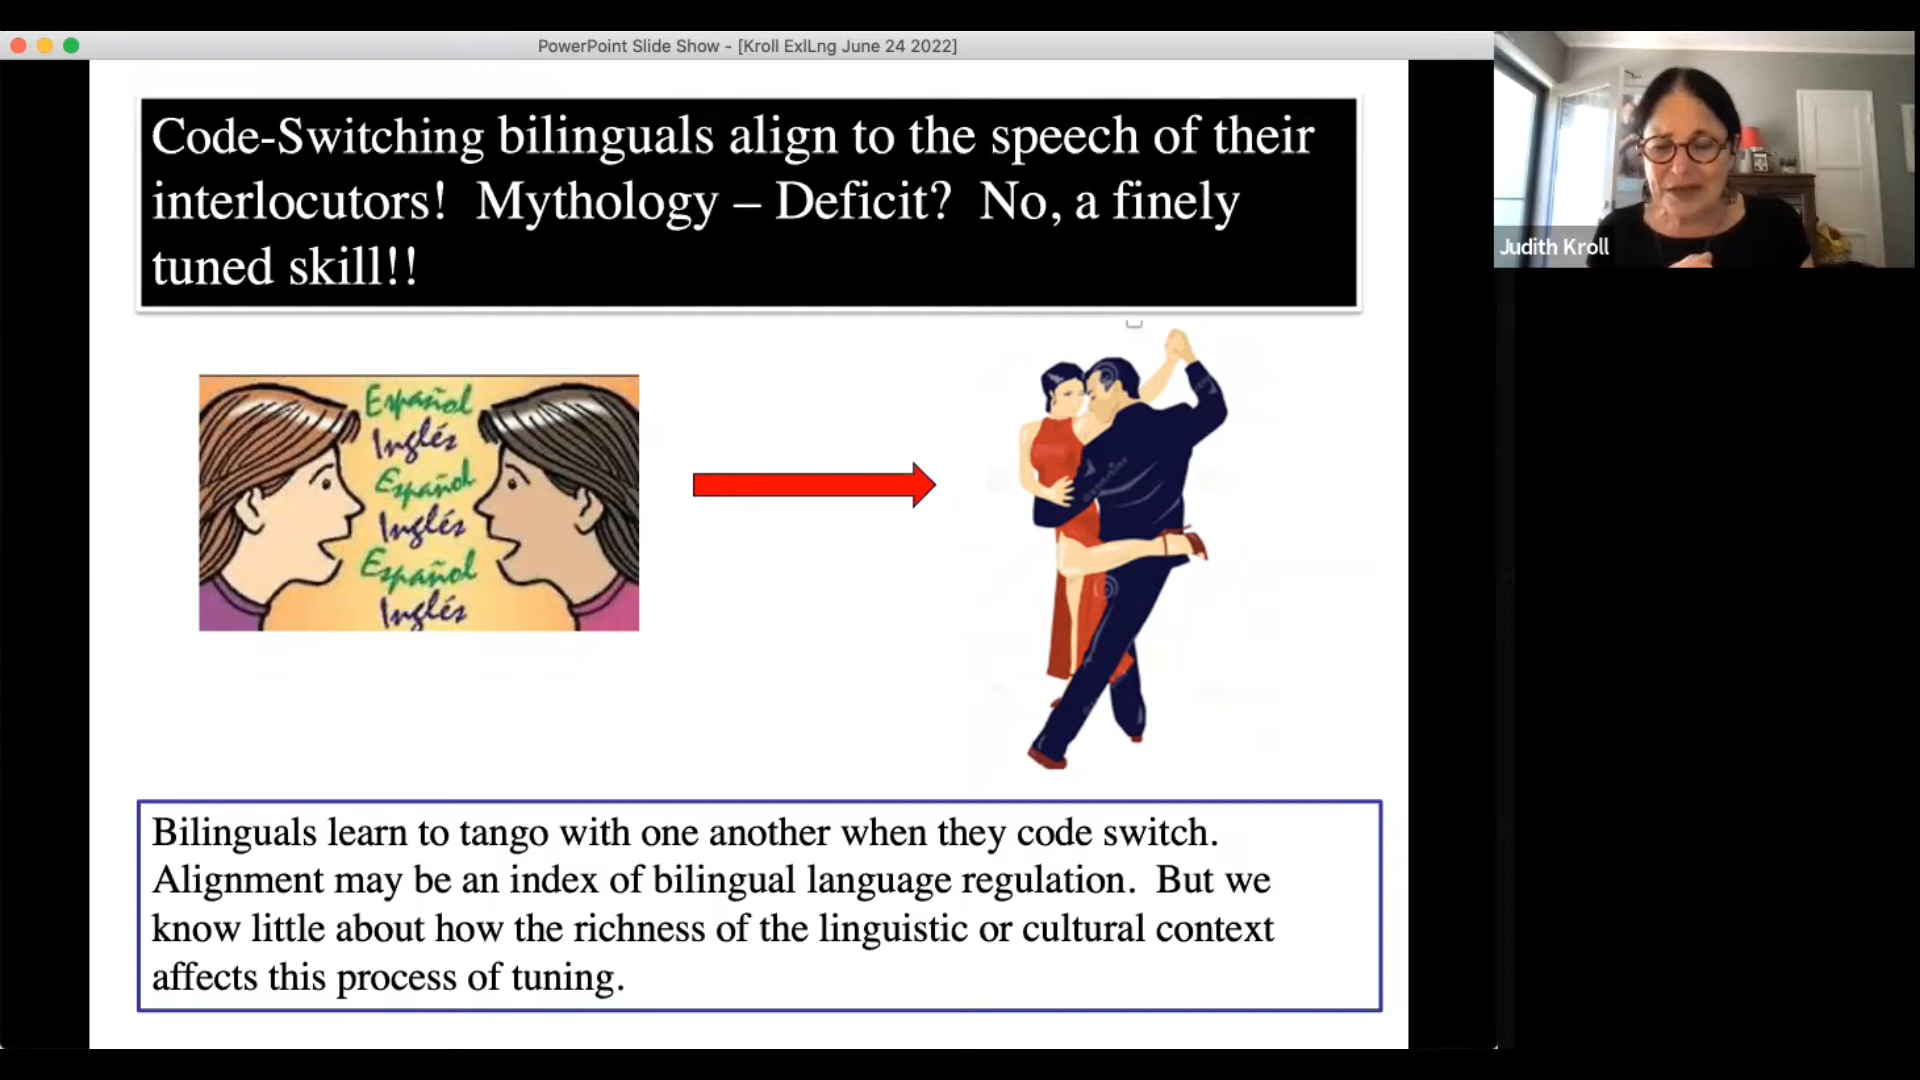 PowerPoint Slide Show - [Kroll ExlLng June 24 2022]
Code-Switching bilinguals align to the speech of their
interlocutors!  Mythology – Deficit?  No, a finely
tuned skill!!
Español
Inglés
Español
Inglés
Español
Inglés
Bilinguals learn to tango with one another when they code switch.
Alignment may be an index of bilingual language regulation.  But we
know little about how the richness of the linguistic or cultural context
affects this process of tuning.
Judith Kroll